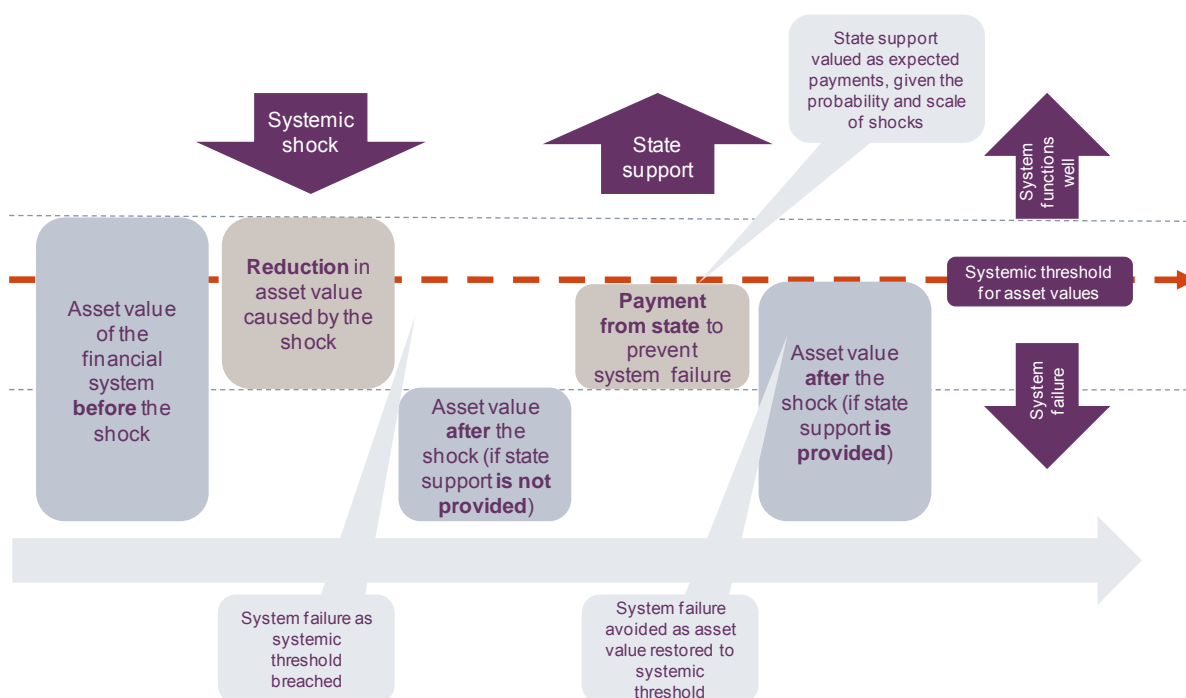 State support
valued as expected
payments, given the
probability and scale
of shocks
Systemic
shock
State
support
System
functions
well
Reduction in
asset value
caused by the
shock
Systemic threshold
for asset values
Asset value
of the
financial
system
before the
shock
Payment
from state to
prevent
system failure
Asset value
after the
shock (if state
support is
provided)
System
failure
Asset value
after the
shock (if state
support is not
provided)
System failure as
systemic
threshold
breached
System failure
avoided as asset
value restored to
systemic
threshold